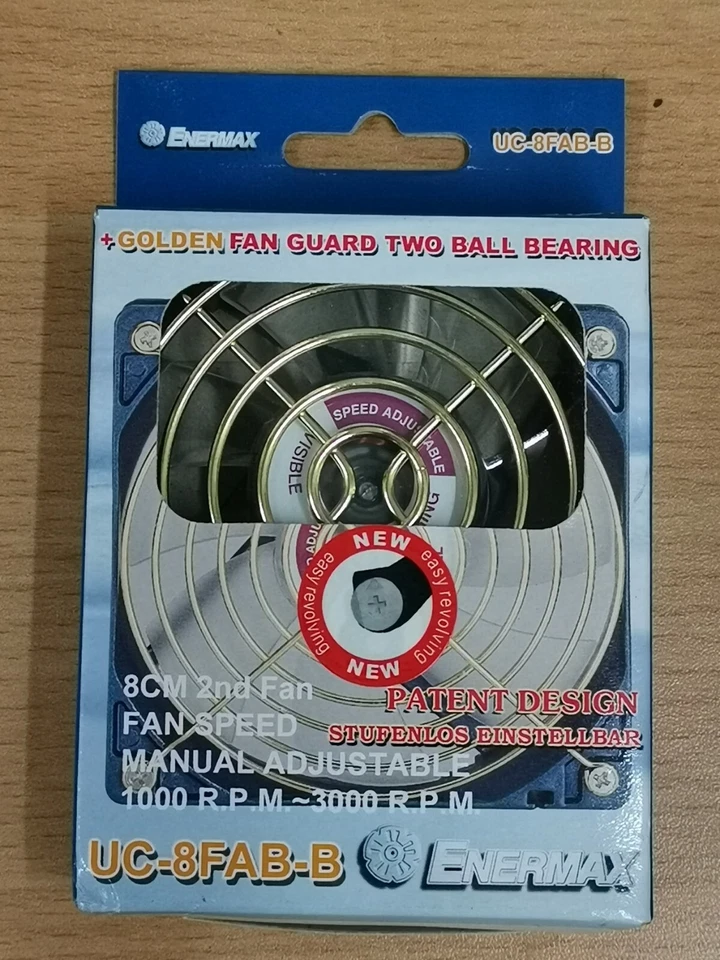 ENERMAX
UC-8FAB-B
+GOLDEN FAN GUARD TWO BALL BEARING
SPEED ADJUSTABLE
VISIBLE
NEW
easy revolving
easy revolving
NEW
8CM 2nd Fan
PATENT DESIGN
FAN SPEED
STUFENLOS EINSTELLBAR
MANUAL ADJUSTABLE
1000 R.P.M.~3000 R.P.M.
UC-8FAB-B
ENERMAX